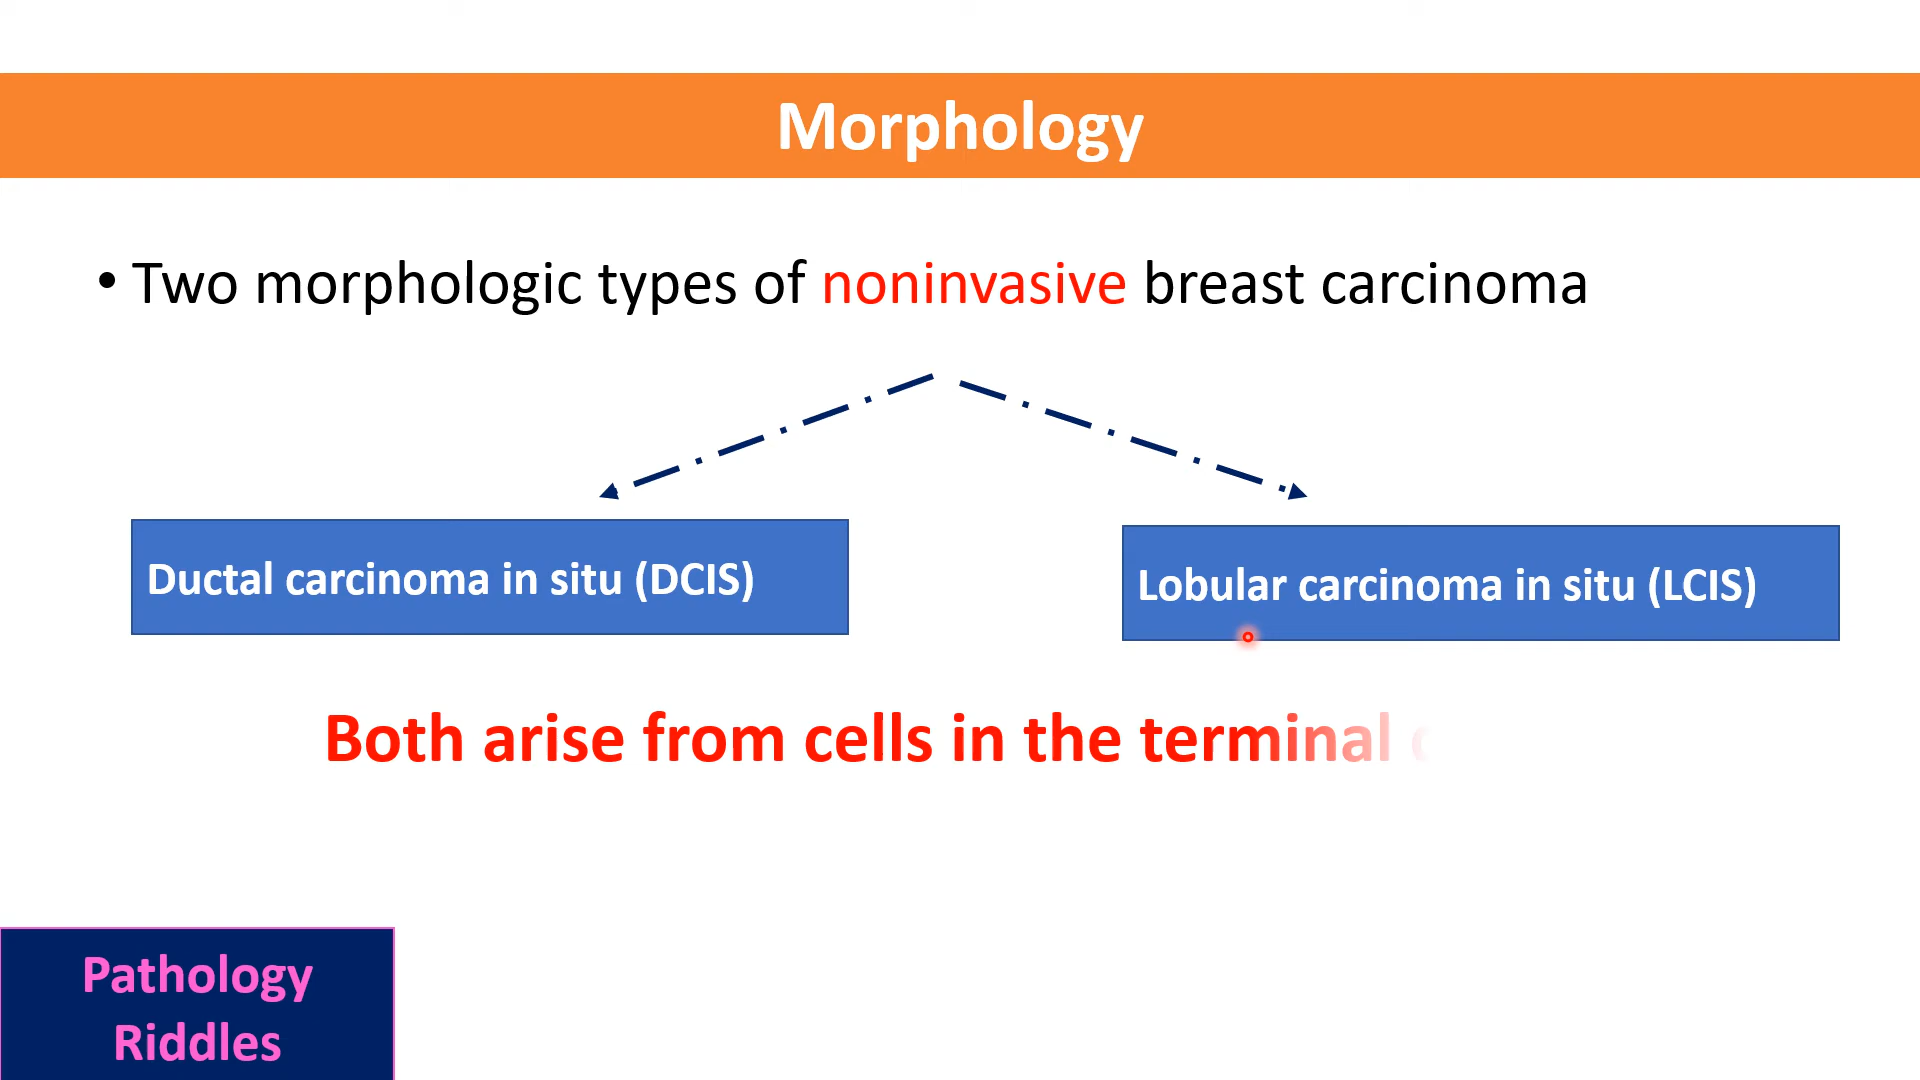 Morphology
• Two morphologic types of noninvasive breast carcinoma
Ductal carcinoma in situ (DCIS)
Lobular carcinoma in situ (LCIS)
Both arise from cells in the terminal
Pathology
Riddles